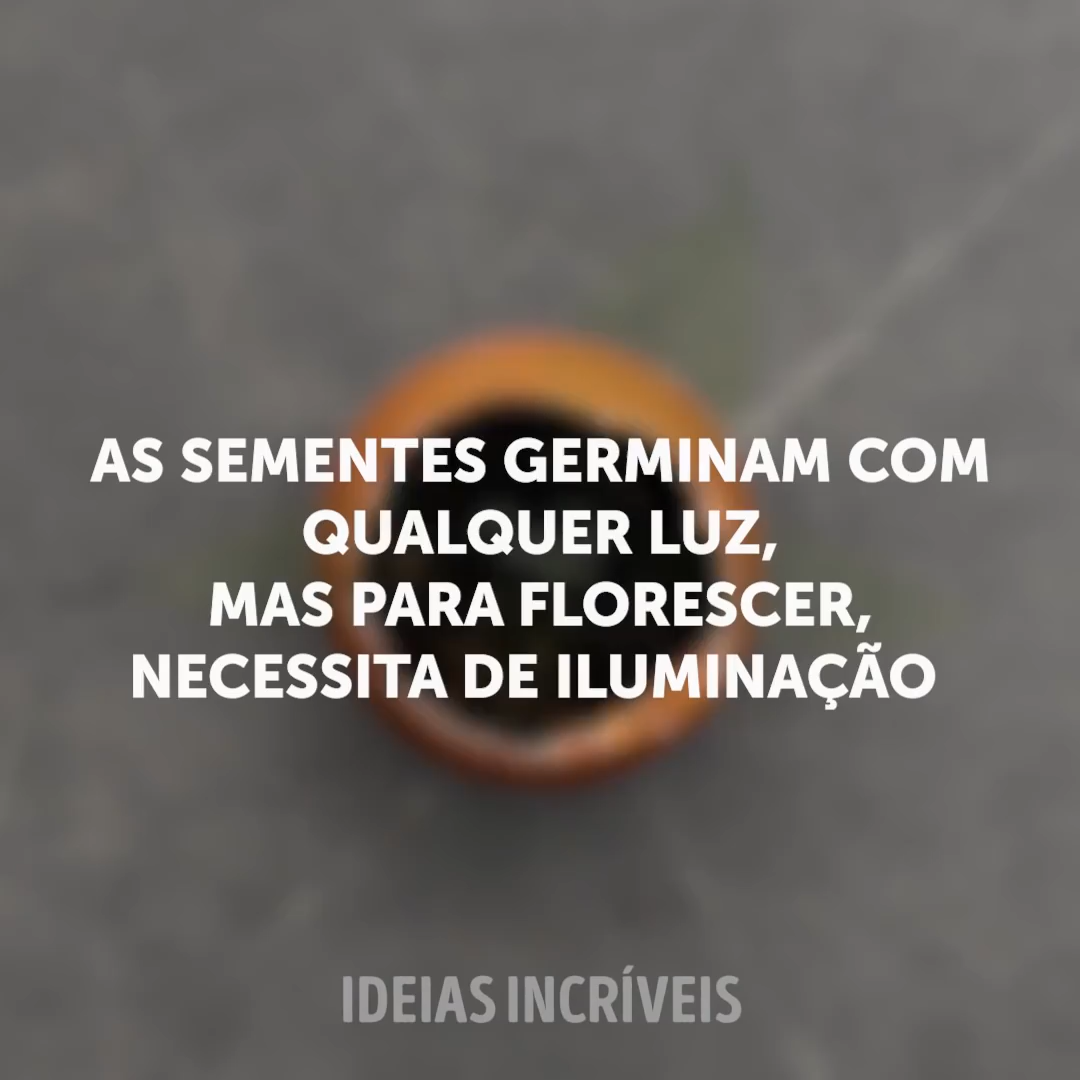 AS SEMENTES GERMINAM COM
QUALQUER LUZ,
MAS PARA FLORESCER,
NECESSITA DE ILUMINAÇÃO
IDEIAS INCRÍVEIS